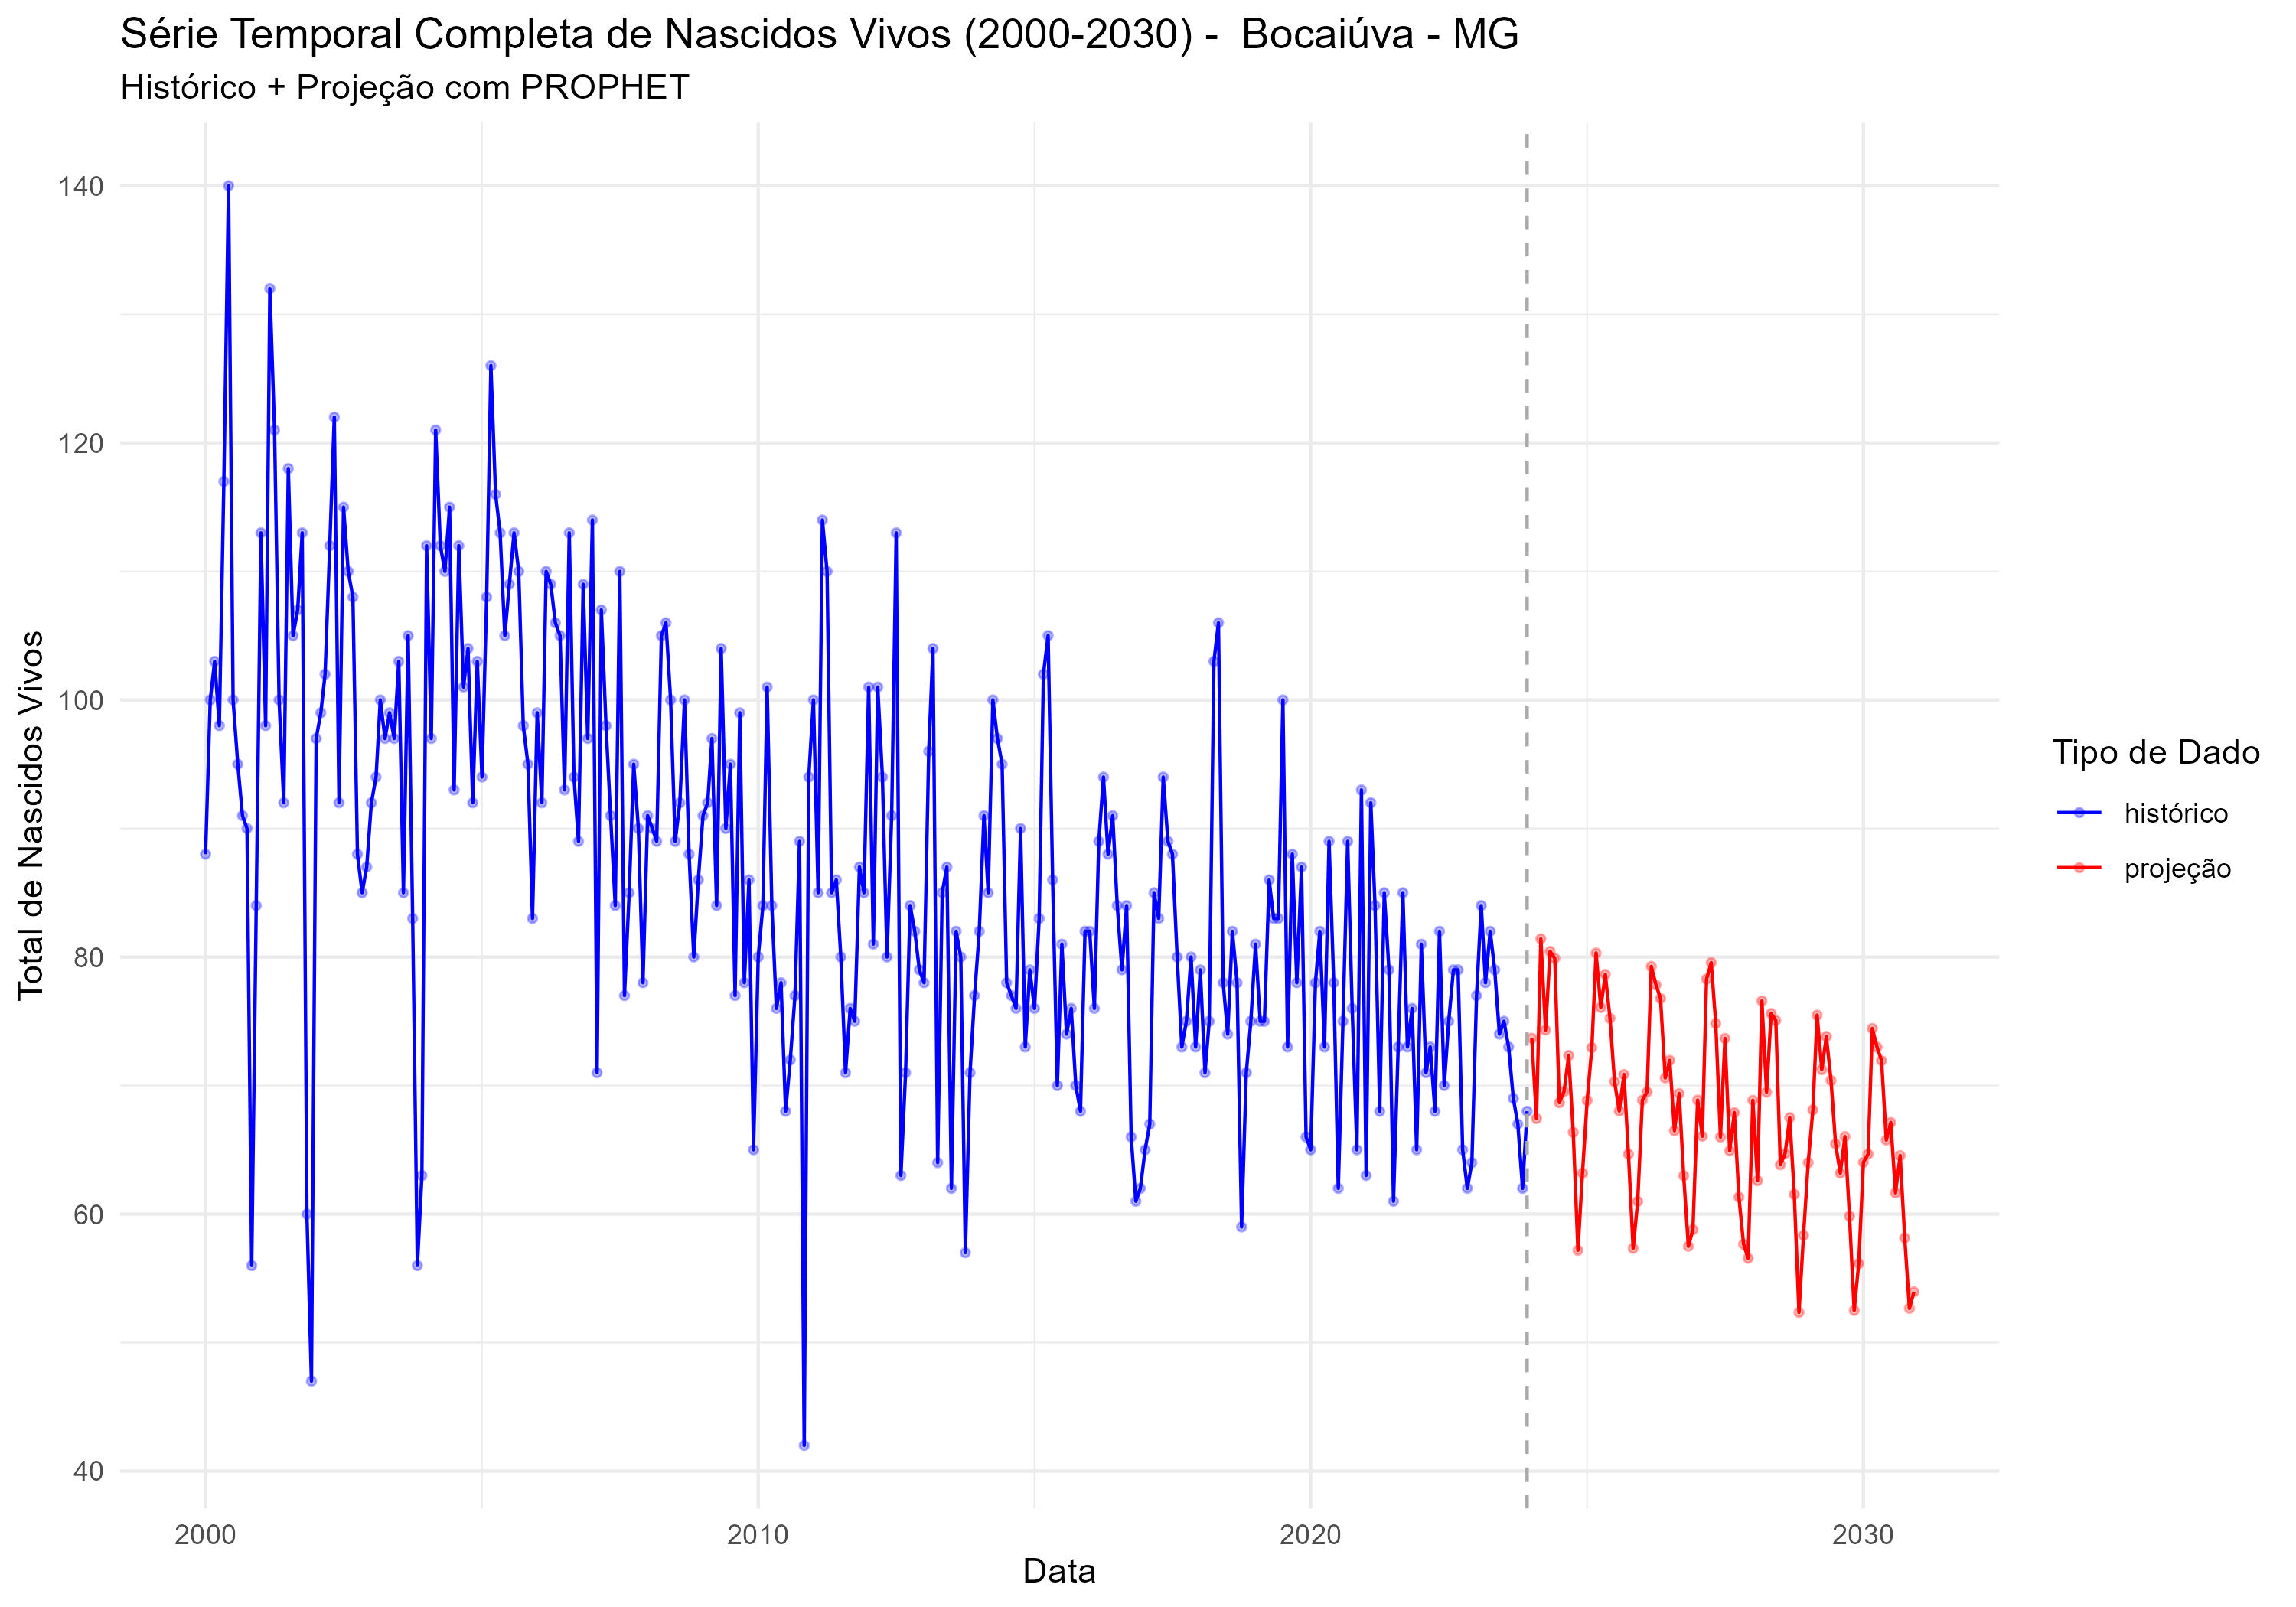 Série Temporal Completa de Nascidos Vivos (2000-2030) -  Bocaiúva - MG
Histórico + Projeção com PROPHET
Total de Nascidos Vivos
140
120
100
80
60
40
2000
2010
2020
2030
Data
Tipo de Dado
histórico
projeção